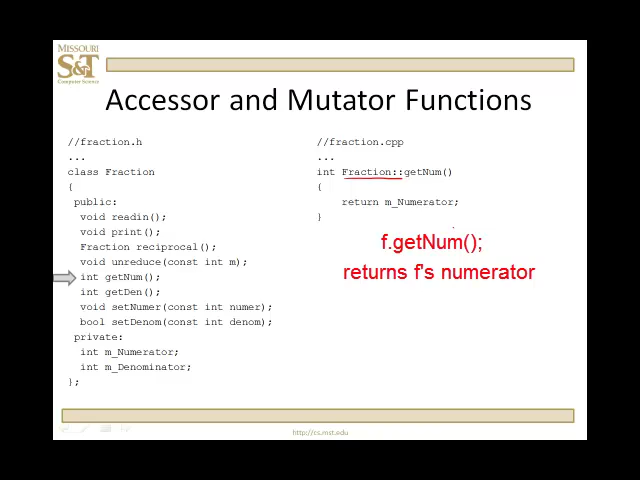 MISSOURI
S&T
Computer Science
Accessor and Mutator Functions
//fraction.h
...
class Fraction
{
public:
void readin();
void print();
Fraction reciprocal();
void unreduce(const int m);
int getNum();
int getDen();
void setNumer(const int numer);
bool setDenom(const int denom);
private:
int m_Numerator;
int m_Denominator;
};
//fraction.cpp
...
int Fraction::getNum()
{
return m_Numerator;
}
f.getNum();
returns f's numerator
http://cs.mst.edu